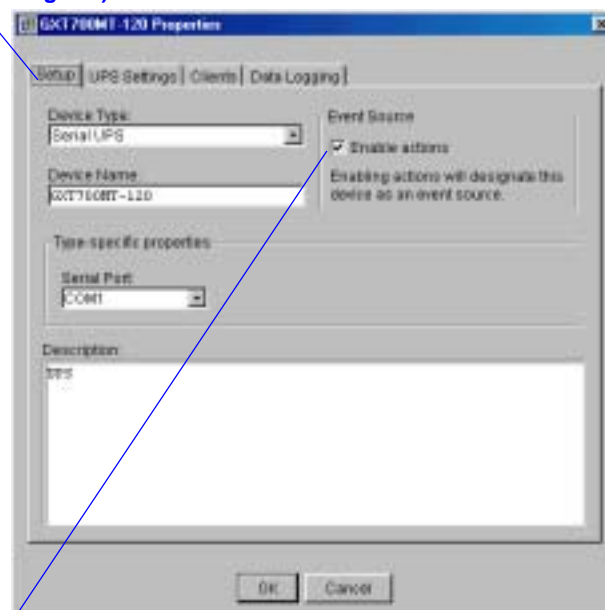 GXT700MT-120 Properties
Setup UPS Settings Clients Data Logging
Device Type:
Serial UPS
Event Source
Enable actions
Enabling actions will designate this
device as an event source.
Device Name:
GXT700MT-120
Type-specific properties
Serial Port:
COM1
Description:
UPS
OK Cancel